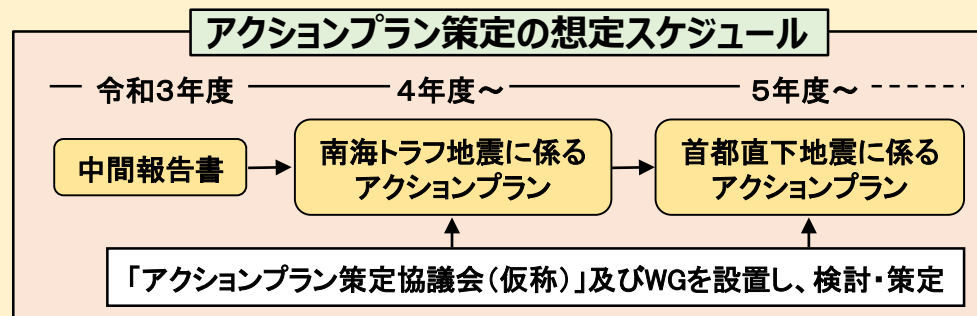 アクションプラン策定の想定スケジュール
令和3年度 4年度～ 5年度～
中間報告書
南海トラフ地震に係る
アクションプラン
首都直下地震に係る
アクションプラン
「アクションプラン策定協議会（仮称）」及びWGを設置し、検討・策定